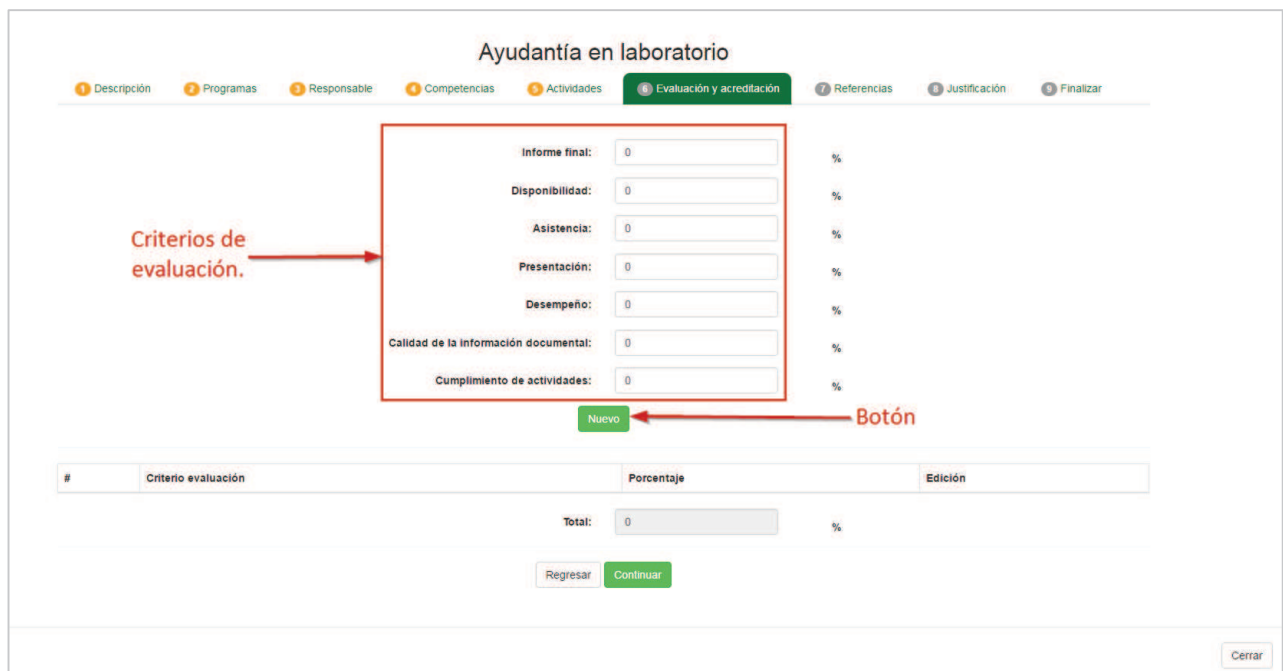 Ayudantía en laboratorio
1 Descripción 2 Programas 3 Responsable 4 Competencias 5 Actividades 6 Evaluación y acreditación 7 Referencias 8 Justificación 9 Finalizar
Informe final: 0 %
Disponibilidad: 0 %
Asistencia: 0 %
Criterios de
evaluación.
Presentación: 0 %
Desempeño: 0 %
Calidad de la información documental: 0 %
Cumplimiento de actividades: 0 %
Nuevo Botón
# Criterio evaluación Porcentaje Edición
Total: 0 %
Regresar Continuar
Cerrar